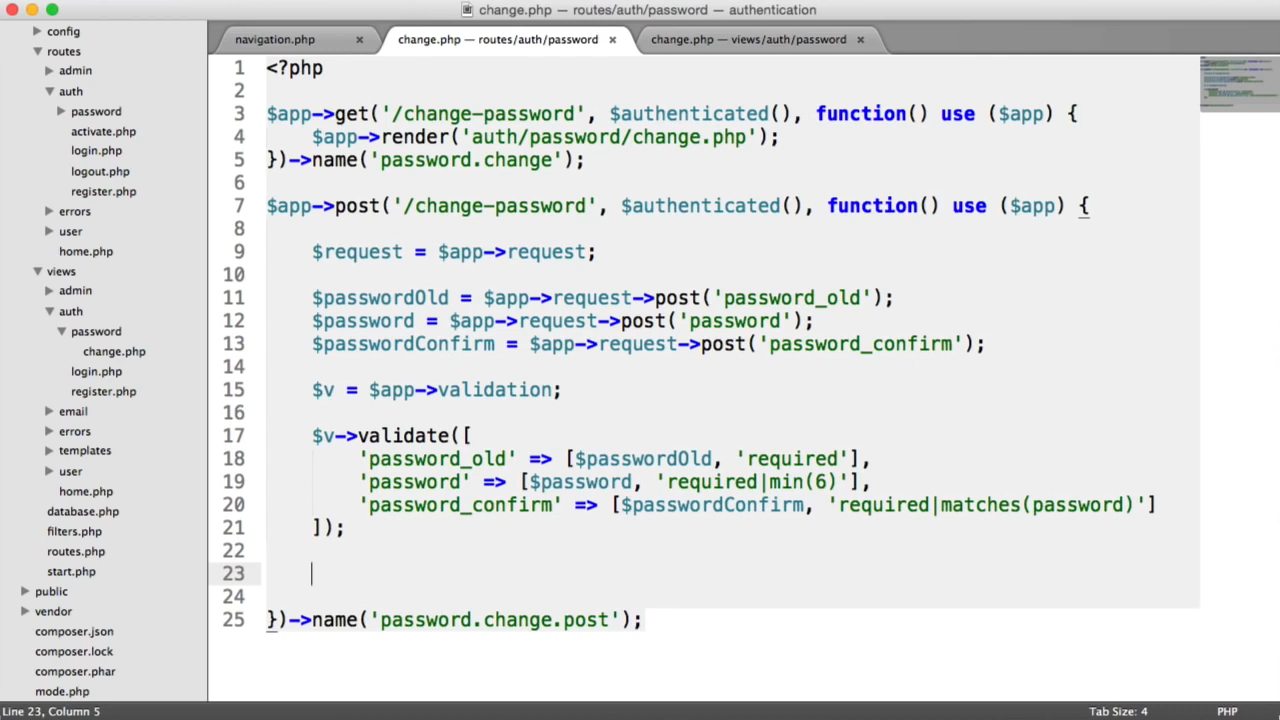 change.php — routes/auth/password — authentication
navigation.php ×
change.php — routes/auth/password ×
change.php — views/auth/password ×
config
routes
admin
auth
password
activate.php
login.php
logout.php
register.php
errors
user
home.php
views
admin
auth
password
change.php
login.php
register.php
email
errors
templates
user
home.php
database.php
filters.php
routes.php
start.php
public
vendor
composer.json
composer.lock
composer.phar
mode.php
1 <?php
2
3 $app->get('/change-password', $authenticated(), function() use ($app) {
4     $app->render('auth/password/change.php');
5 })->name('password.change');
6
7 $app->post('/change-password', $authenticated(), function() use ($app) {
8
9     $request = $app->request;
10
11     $passwordOld = $app->request->post('password_old');
12     $password = $app->request->post('password');
13     $passwordConfirm = $app->request->post('password_confirm');
14
15     $v = $app->validation;
16
17     $v->validate([
18         'password_old' => [$passwordOld, 'required'],
19         'password' => [$password, 'required|min(6)'],
20         'password_confirm' => [$passwordConfirm, 'required|matches(password)']
21     ]);
22
23
24
25 })->name('password.change.post');
Line 23, Column 5
Tab Size: 4
PHP